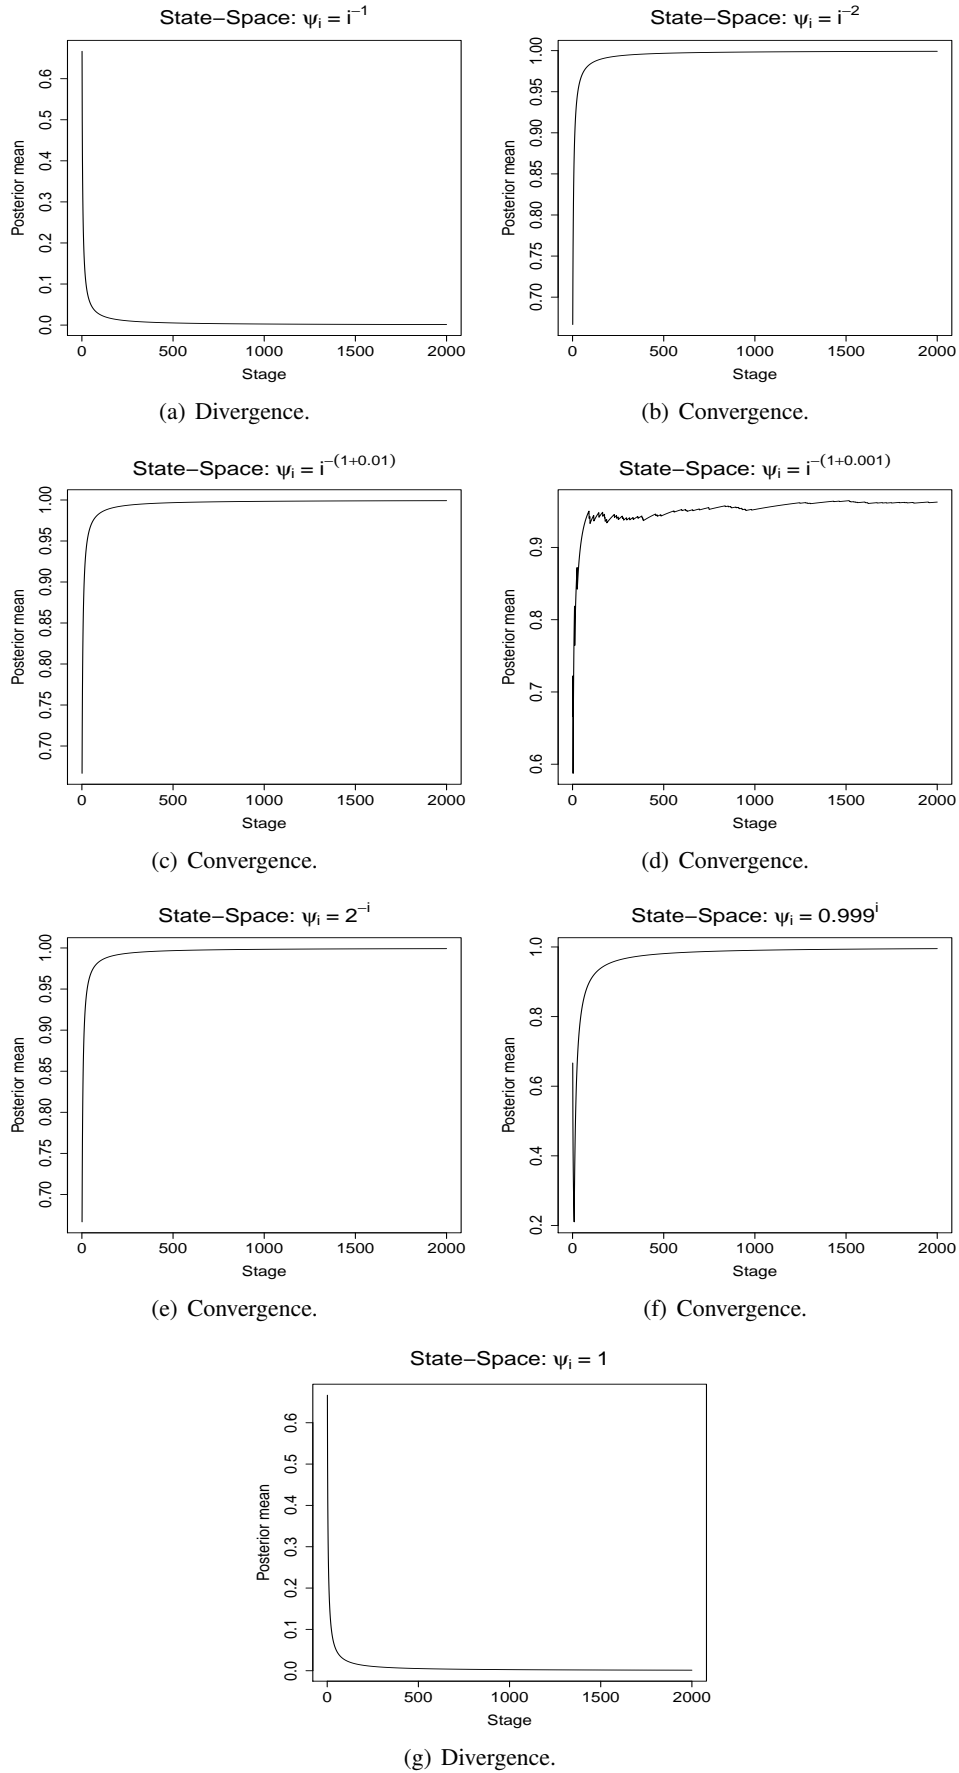 State−Space: ψi = i−1
Posterior mean
0.0 0.1 0.2 0.3 0.4 0.5 0.6
0 500 1000 1500 2000
Stage
(a) Divergence.
State−Space: ψi = i−2
Posterior mean
0.70 0.75 0.80 0.85 0.90 0.95 1.00
0 500 1000 1500 2000
Stage
(b) Convergence.
State−Space: ψi = i−(1+0.01)
Posterior mean
0.70 0.75 0.80 0.85 0.90 0.95 1.00
0 500 1000 1500 2000
Stage
(c) Convergence.
State−Space: ψi = i−(1+0.001)
Posterior mean
0.6 0.7 0.8 0.9
0 500 1000 1500 2000
Stage
(d) Convergence.
State−Space: ψi = 2−i
Posterior mean
0.70 0.75 0.80 0.85 0.90 0.95 1.00
0 500 1000 1500 2000
Stage
(e) Convergence.
State−Space: ψi = 0.999i
Posterior mean
0.2 0.4 0.6 0.8 1.0
0 500 1000 1500 2000
Stage
(f) Convergence.
State−Space: ψi = 1
Posterior mean
0.0 0.1 0.2 0.3 0.4 0.5 0.6
0 500 1000 1500 2000
Stage
(g) Divergence.